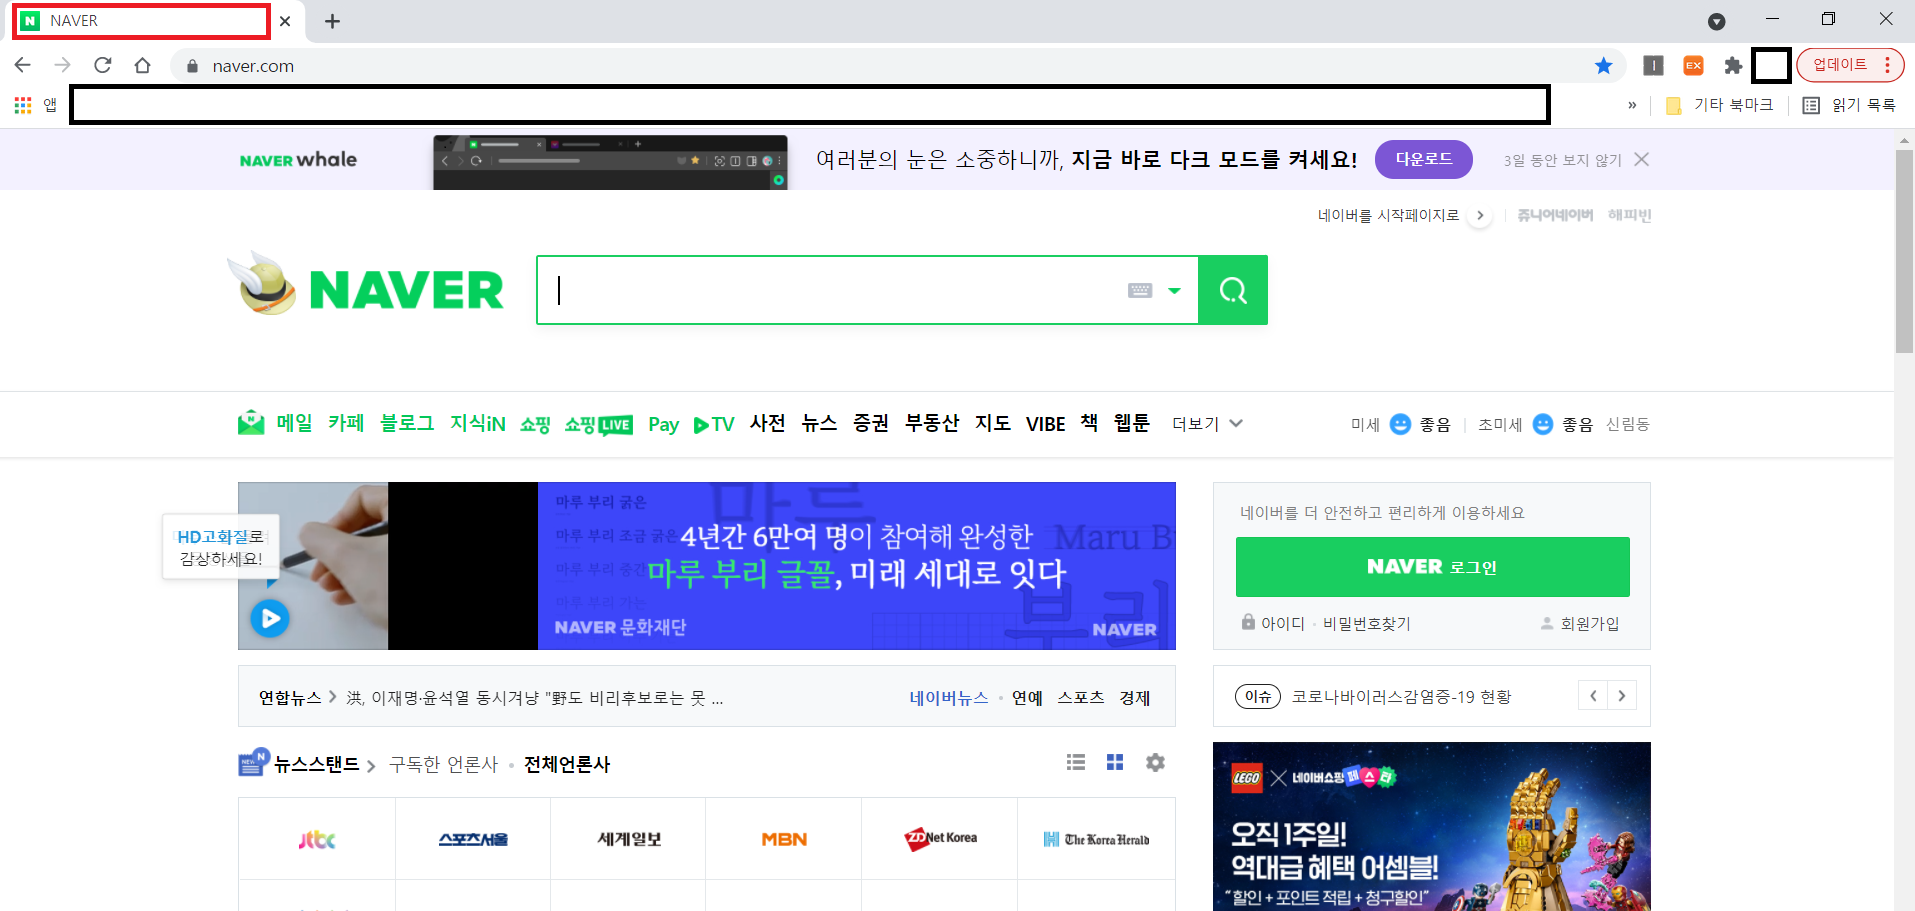 NAVER
naver.com
업데이트
앱
»
기타 북마크
읽기 목록
NAVER whale
여러분의 눈은 소중하니까, 지금 바로 다크 모드를 켜세요!
다운로드
3일 동안 보지 않기
네이버를 시작페이지로
쥬니어네이버 해피빈
NAVER
메일 카페 블로그 지식iN 쇼핑 쇼핑LIVE Pay TV 사전 뉴스 증권 부동산 지도 VIBE 책 웹툰 더보기
미세 좋음 초미세 좋음 신림동
HD고화질로
감상하세요!
마루 부리 굵은
마루 부리 조금 굵은
마루 부리 중간
마루 부리 가는
마루
Maru Bu
부리
4년간 6만여 명이 참여해 완성한
마루 부리 글꼴, 미래 세대로 잇다
NAVER 문화재단
NAVER
네이버를 더 안전하고 편리하게 이용하세요
NAVER 로그인
아이디 · 비밀번호찾기
회원가입
연합뉴스 > 洪, 이재명·윤석열 동시겨냥 "野도 비리후보로는 못 ...
네이버뉴스 · 연예 스포츠 경제
이슈 코로나바이러스감염증-19 현황
NEW N
뉴스스탠드 > 구독한 언론사 · 전체언론사
jtbc
스포츠서울
세계일보
MBN
ZDNet Korea
The Korea Herald
LEGO × 네이버쇼핑 페스타
오직 1주일!
역대급 혜택 어셈블!
"할인 + 포인트 적립 + 청구할인"